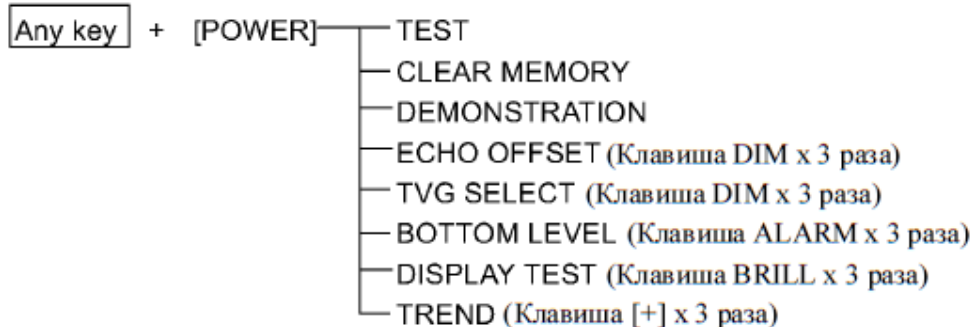 Any key + [POWER] TEST
CLEAR MEMORY
DEMONSTRATION
ECHO OFFSET (Клавиша DIM x 3 раза)
TVG SELECT (Клавиша DIM x 3 раза)
BOTTOM LEVEL (Клавиша ALARM x 3 раза)
DISPLAY TEST (Клавиша BRILL x 3 раза)
TREND (Клавиша [+] x 3 раза)